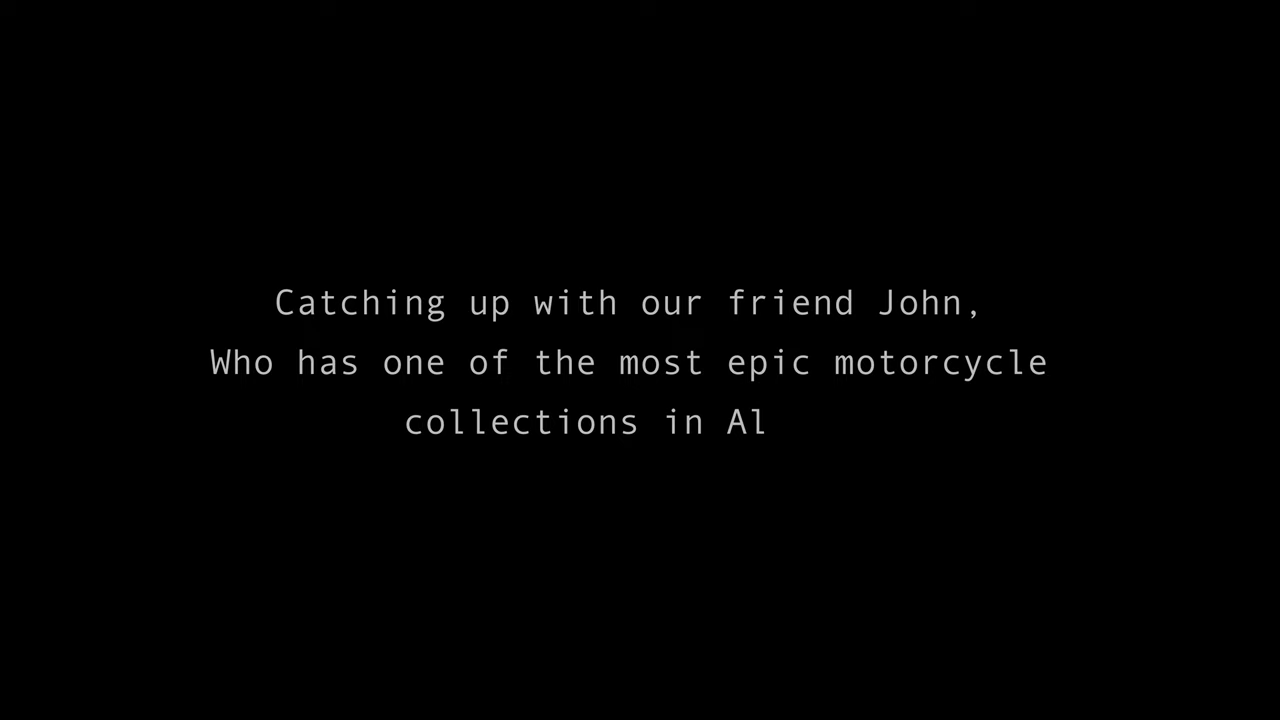 Catching up with our friend John,
Who has one of the most epic motorcycle
collections in Al